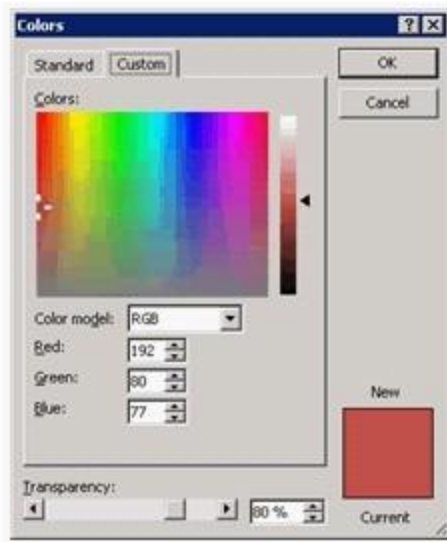 Colors
Standard Custom
OK
Cancel
Colors:
Color model: RGB
Red: 192
Green: 80
Blue: 77
New
Transparency:
80 %
Current